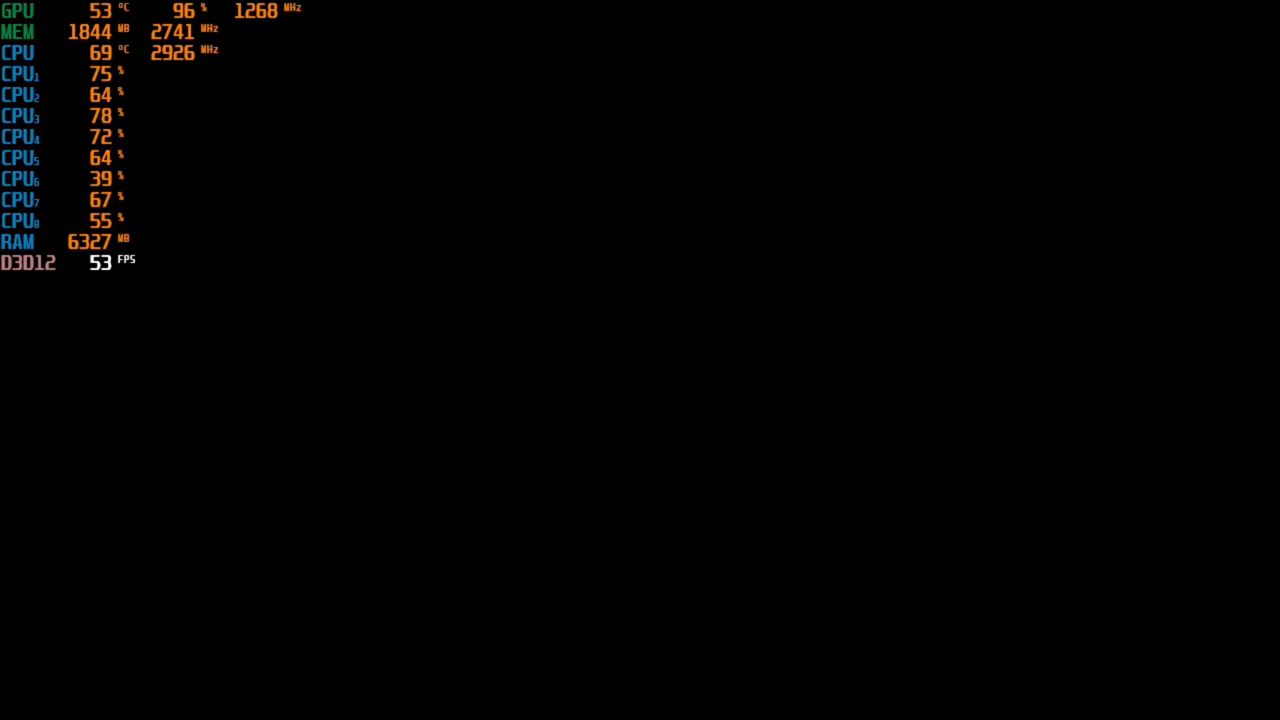 GPU 53 °C 96 % 1268 MHz
MEM 1844 MB 2741 MHz
CPU 69 °C 2926 MHz
CPU1 75 %
CPU2 64 %
CPU3 78 %
CPU4 72 %
CPU5 64 %
CPU6 39 %
CPU7 67 %
CPU8 55 %
RAM 6327 MB
D3D12 53 FPS